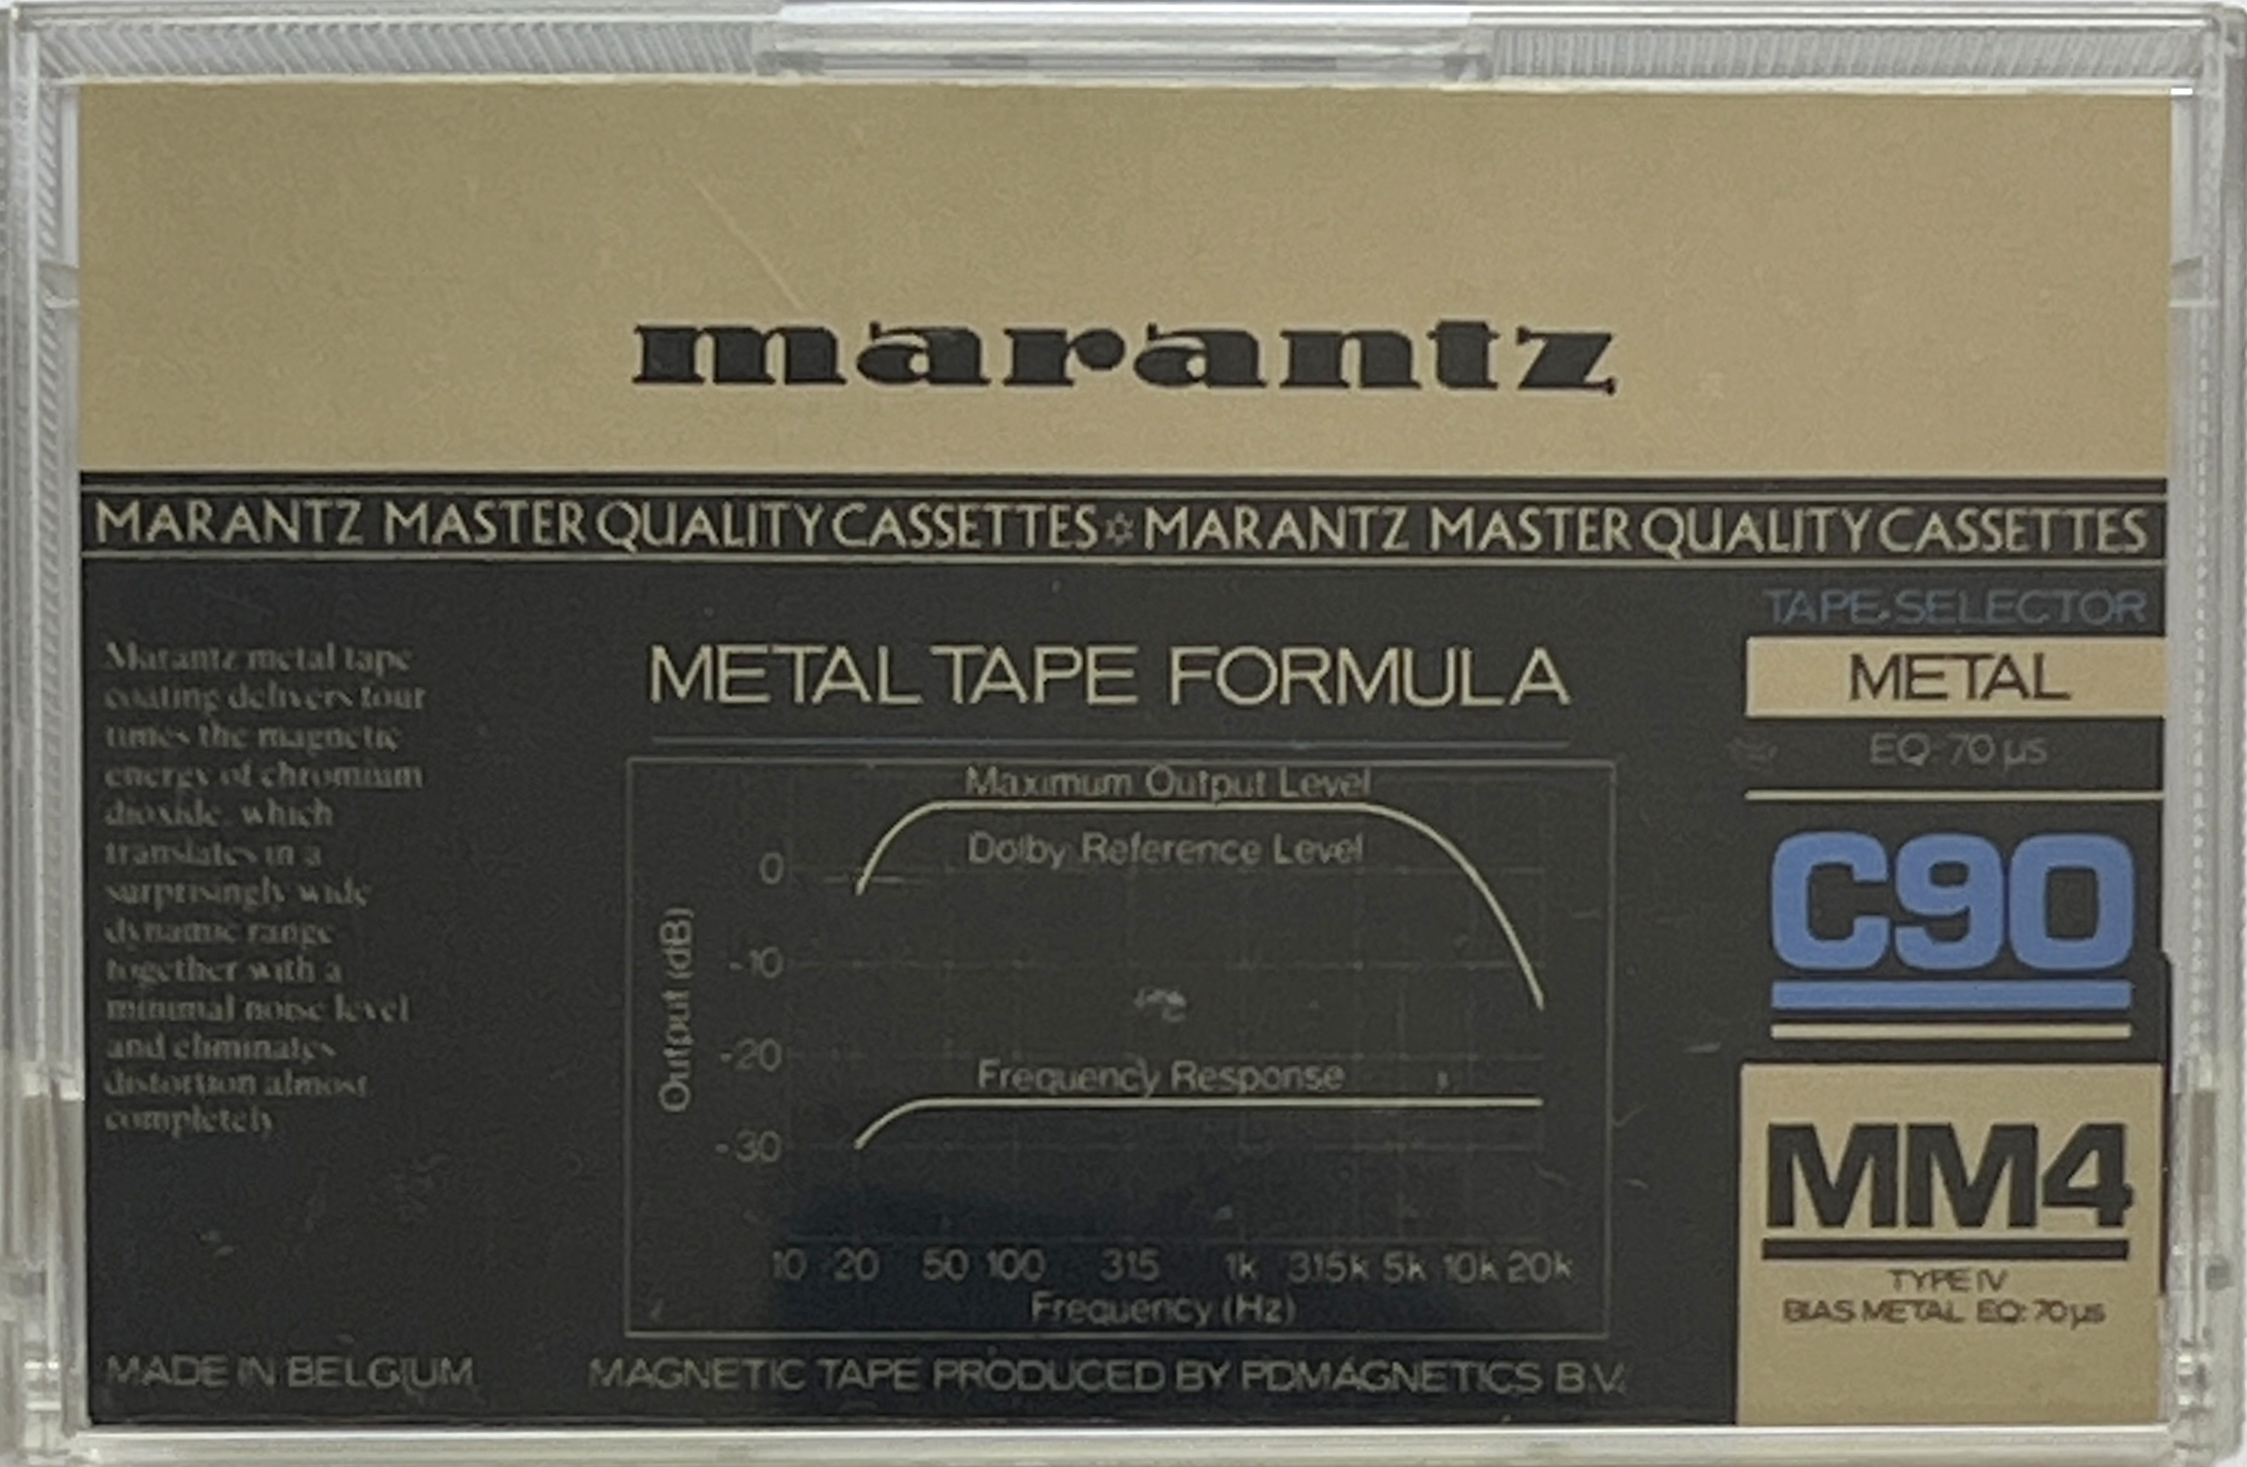 marantz
MARANTZ MASTER QUALITY CASSETTES ✡ MARANTZ MASTER QUALITY CASSETTES
Marantz metal tape
coating delivers four
times the magnetic
energy of chromium
dioxide, which
translates in a
surprisingly wide
dynamic range
together with a
minimal noise level
and eliminates
distortion almost
completely
METAL TAPE FORMULA
Maximum Output Level
Dolby Reference Level
0
-10
-20
-30
Output (dB)
Frequency Response
10 20 50 100 315 1k 3.15k 5k 10k 20k
Frequency (Hz)
TAPE SELECTOR
METAL
EQ: 70 µs
C90
MM4
TYPE IV
BIAS METAL EQ: 70 µs
MADE IN BELGIUM
MAGNETIC TAPE PRODUCED BY PDMAGNETICS B.V.